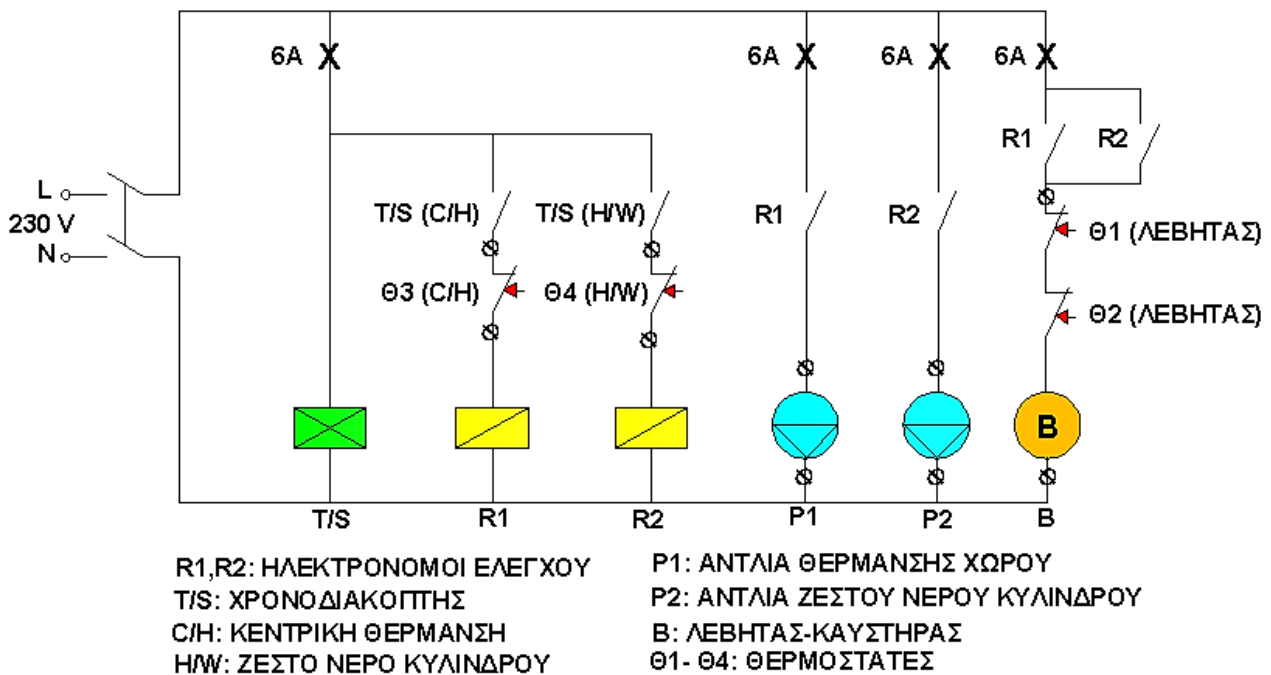 6A X 6A X 6A X 6A X
R1 R2
L
230 V
N
T/S (C/H) T/S (H/W) R1 R2
Θ1 (ΛΕΒΗΤΑΣ)
Θ3 (C/H) Θ4 (H/W)
Θ2 (ΛΕΒΗΤΑΣ)
B
T/S R1 R2 P1 P2 B
R1,R2: ΗΛΕΚΤΡΟΝΟΜΟΙ ΕΛΕΓΧΟΥ
T/S: ΧΡΟΝΟΔΙΑΚΟΠΤΗΣ
C/H: ΚΕΝΤΡΙΚΗ ΘΕΡΜΑΝΣΗ
H/W: ΖΕΣΤΟ ΝΕΡΟ ΚΥΛΙΝΔΡΟΥ
P1: ΑΝΤΛΙΑ ΘΕΡΜΑΝΣΗΣ ΧΩΡΟΥ
P2: ΑΝΤΛΙΑ ΖΕΣΤΟΥ ΝΕΡΟΥ ΚΥΛΙΝΔΡΟΥ
B: ΛΕΒΗΤΑΣ-ΚΑΥΣΤΗΡΑΣ
Θ1- Θ4: ΘΕΡΜΟΣΤΑΤΕΣ